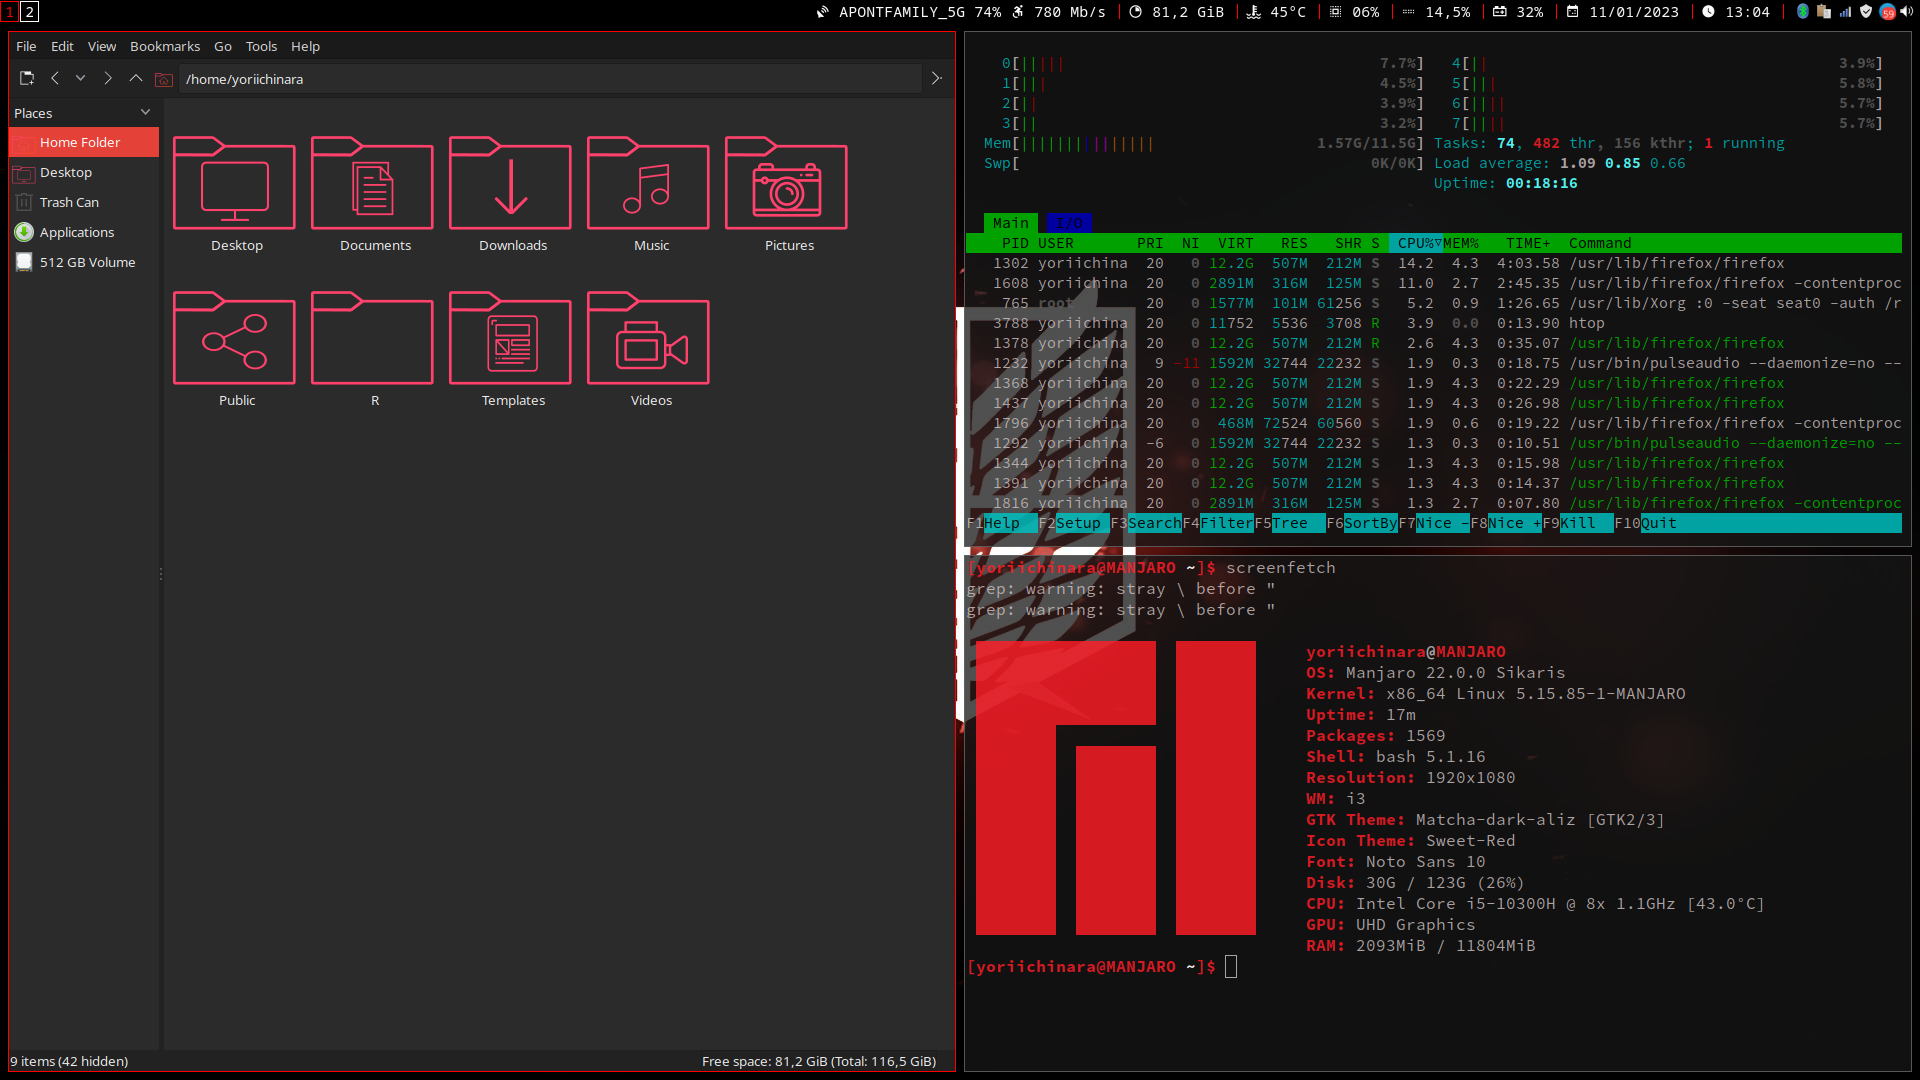 1 2 APONTFAMILY_5G 74% 780 Mb/s 81,2 GiB 45°C 06% 14,5% 32% 11/01/2023 13:04 59
File Edit View Bookmarks Go Tools Help
/home/yoriichinara
Places
Home Folder
Desktop
Trash Can
Applications
512 GB Volume
Desktop Documents Downloads Music Pictures
Public R Templates Videos
9 items (42 hidden) Free space: 81,2 GiB (Total: 116,5 GiB)
0[||||| 7.7%] 4[|| 3.9%]
1[||| 4.5%] 5[||| 5.8%]
2[|| 3.9%] 6[|||| 5.7%]
3[|| 3.2%] 7[|||| 5.7%]
Mem[|||||||||||||| 1.57G/11.5G] Tasks: 74, 482 thr, 156 kthr; 1 running
Swp[ 0K/0K] Load average: 1.09 0.85 0.66
Uptime: 00:18:16
Main I/O
PID USER PRI NI VIRT RES SHR S CPU%▽MEM% TIME+ Command
1302 yoriichina 20 0 12.2G 507M 212M S 14.2 4.3 4:03.58 /usr/lib/firefox/firefox
1608 yoriichina 20 0 2891M 316M 125M S 11.0 2.7 2:45.35 /usr/lib/firefox/firefox -contentproc
765 root 20 0 1577M 101M 61256 S 5.2 0.9 1:26.65 /usr/lib/Xorg :0 -seat seat0 -auth /r
3788 yoriichina 20 0 11752 5536 3708 R 3.9 0.0 0:13.90 htop
1378 yoriichina 20 0 12.2G 507M 212M R 2.6 4.3 0:35.07 /usr/lib/firefox/firefox
1232 yoriichina 9 -11 1592M 32744 22232 S 1.9 0.3 0:18.75 /usr/bin/pulseaudio --daemonize=no --
1368 yoriichina 20 0 12.2G 507M 212M S 1.9 4.3 0:22.29 /usr/lib/firefox/firefox
1437 yoriichina 20 0 12.2G 507M 212M S 1.9 4.3 0:26.98 /usr/lib/firefox/firefox
1796 yoriichina 20 0 468M 72524 60560 S 1.9 0.6 0:19.22 /usr/lib/firefox/firefox -contentproc
1292 yoriichina -6 0 1592M 32744 22232 S 1.3 0.3 0:10.51 /usr/bin/pulseaudio --daemonize=no --
1344 yoriichina 20 0 12.2G 507M 212M S 1.3 4.3 0:15.98 /usr/lib/firefox/firefox
1391 yoriichina 20 0 12.2G 507M 212M S 1.3 4.3 0:14.37 /usr/lib/firefox/firefox
1816 yoriichina 20 0 2891M 316M 125M S 1.3 2.7 0:07.80 /usr/lib/firefox/firefox -contentproc
F1Help F2Setup F3SearchF4FilterF5Tree F6SortByF7Nice -F8Nice +F9Kill F10Quit
[yoriichinara@MANJARO ~]$ screenfetch
grep: warning: stray \ before "
grep: warning: stray \ before "
yoriichinara@MANJARO
OS: Manjaro 22.0.0 Sikaris
Kernel: x86_64 Linux 5.15.85-1-MANJARO
Uptime: 17m
Packages: 1569
Shell: bash 5.1.16
Resolution: 1920x1080
WM: i3
GTK Theme: Matcha-dark-aliz [GTK2/3]
Icon Theme: Sweet-Red
Font: Noto Sans 10
Disk: 30G / 123G (26%)
CPU: Intel Core i5-10300H @ 8x 1.1GHz [43.0°C]
GPU: UHD Graphics
RAM: 2093MiB / 11804MiB
[yoriichinara@MANJARO ~]$